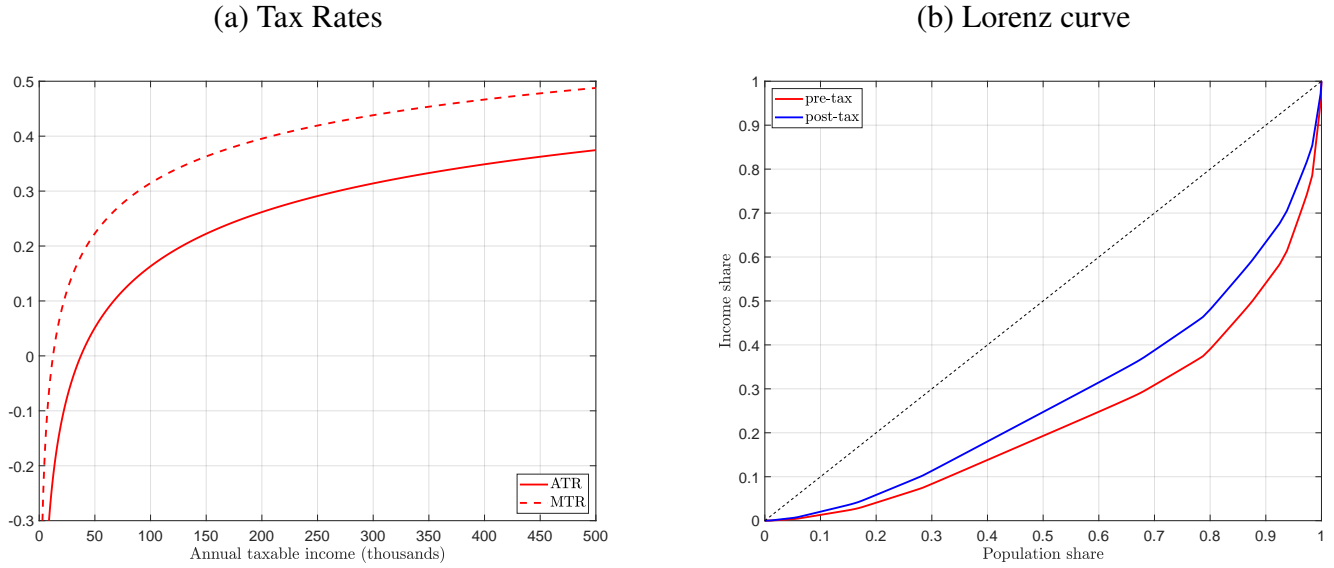 (a) Tax Rates
0.5
0.4
0.3
0.2
0.1
0
-0.1
-0.2
-0.3
0 50 100 150 200 250 300 350 400 450 500
Annual taxable income (thousands)
ATR
MTR
(b) Lorenz curve
1
0.9
0.8
0.7
0.6
0.5
0.4
0.3
0.2
0.1
0
Income share
0 0.1 0.2 0.3 0.4 0.5 0.6 0.7 0.8 0.9 1
Population share
pre-tax
post-tax